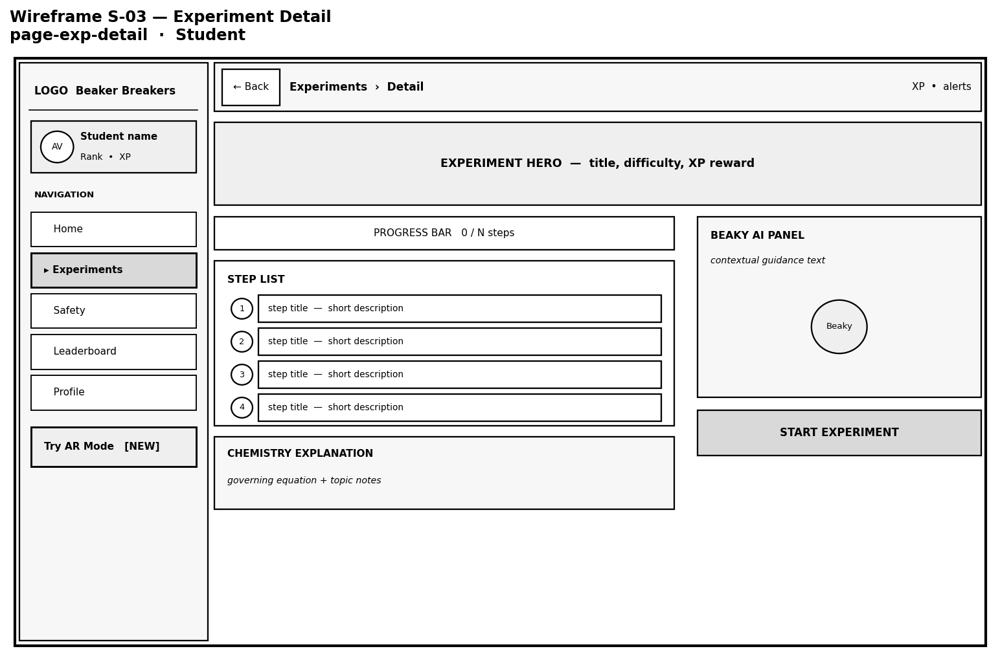 Wireframe S-03 — Experiment Detail
page-exp-detail · Student
LOGO Beaker Breakers
AV
Student name
Rank • XP
NAVIGATION
Home
▸ Experiments
Safety
Leaderboard
Profile
Try AR Mode [NEW]
← Back
Experiments › Detail
XP • alerts
EXPERIMENT HERO — title, difficulty, XP reward
PROGRESS BAR 0 / N steps
STEP LIST
1 step title — short description
2 step title — short description
3 step title — short description
4 step title — short description
CHEMISTRY EXPLANATION
governing equation + topic notes
BEAKY AI PANEL
contextual guidance text
Beaky
START EXPERIMENT